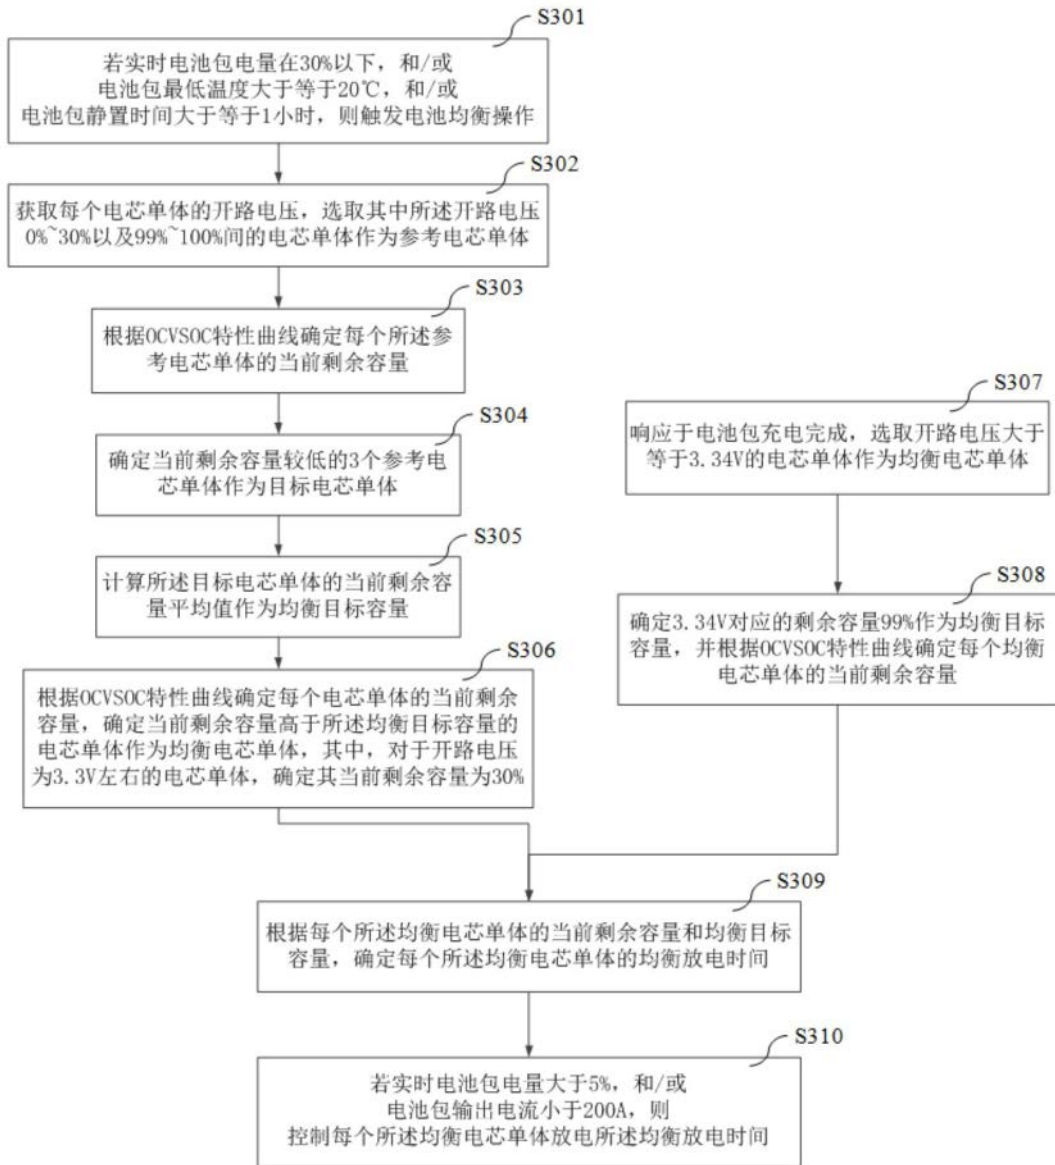 S301
若实时电池包电量在30%以下，和/或
电池包最低温度大于等于20℃，和/或
电池包静置时间大于等于1小时，则触发电池均衡操作
S302
获取每个电芯单体的开路电压，选取其中所述开路电压
0%~30%以及99%~100%间的电芯单体作为参考电芯单体
S303
根据OCVSOC特性曲线确定每个所述参
考电芯单体的当前剩余容量
S304
确定当前剩余容量较低的3个参考电
芯单体作为目标电芯单体
S305
计算所述目标电芯单体的当前剩余容
量平均值作为均衡目标容量
S306
根据OCVSOC特性曲线确定每个电芯单体的当前剩余
容量，确定当前剩余容量高于所述均衡目标容量的
电芯单体作为均衡电芯单体，其中，对于开路电压
为3.3V左右的电芯单体，确定其当前剩余容量为30%
S307
响应于电池包充电完成，选取开路电压大于
等于3.34V的电芯单体作为均衡电芯单体
S308
确定3.34V对应的剩余容量99%作为均衡目标
容量，并根据OCVSOC特性曲线确定每个均衡
电芯单体的当前剩余容量
S309
根据每个所述均衡电芯单体的当前剩余容量和均衡目标
容量，确定每个所述均衡电芯单体的均衡放电时间
S310
若实时电池包电量大于5%，和/或
电池包输出电流小于200A，则
控制每个所述均衡电芯单体放电所述均衡放电时间